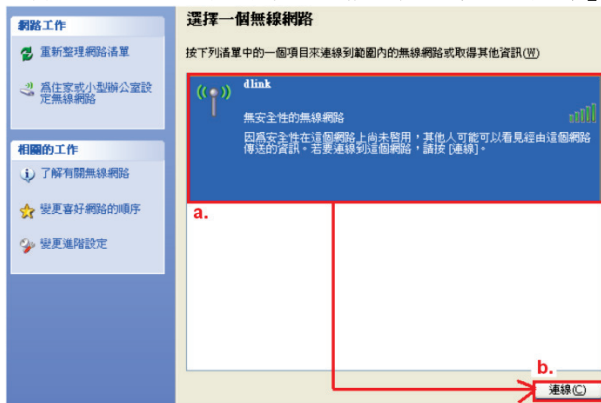 網路工作
重新整理網路清單
為住家或小型辦公室設
定無線網路
相關的工作
了解有關無線網路
變更喜好網路的順序
變更進階設定
選擇一個無線網路
按下列清單中的一個項目來連線到範圍內的無線網路或取得其他資訊(W)
dlink
無安全性的無線網路
因為安全性在這個網路上尚未啓用，其他人可能可以看見經由這個網路
傳送的資訊。若要連線到這個網路，請按 [連線]。
a.
b.
連線(C)